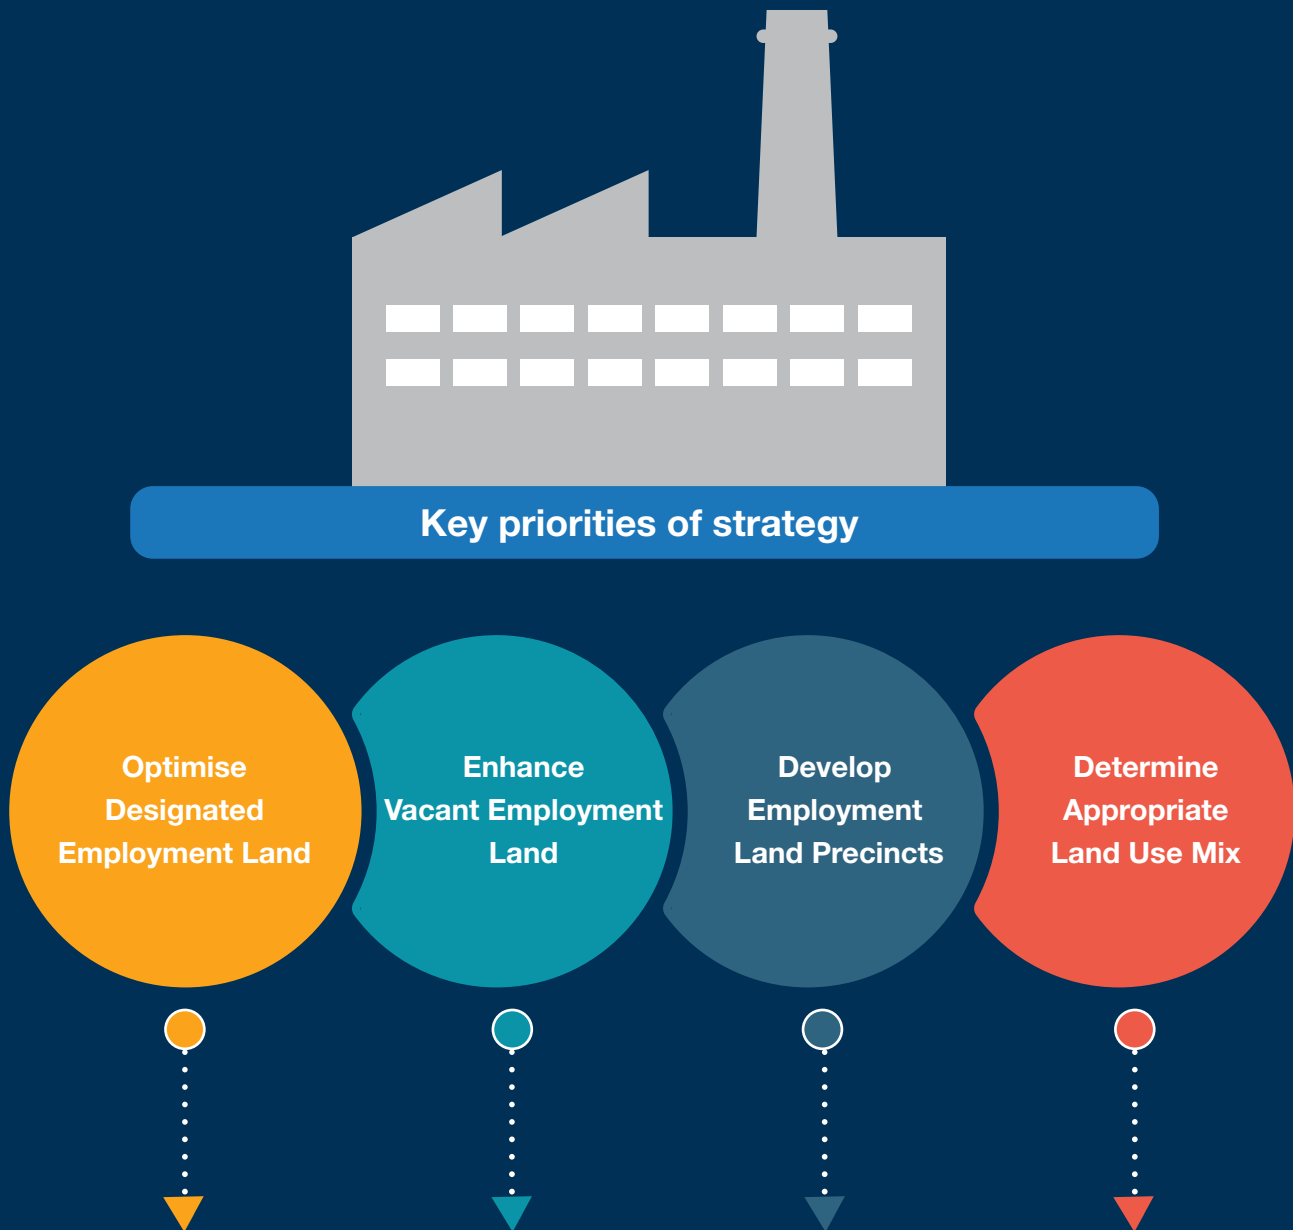 Key priorities of strategy
Optimise
Designated
Employment Land
Enhance
Vacant Employment
Land
Develop
Employment
Land Precincts
Determine
Appropriate
Land Use Mix